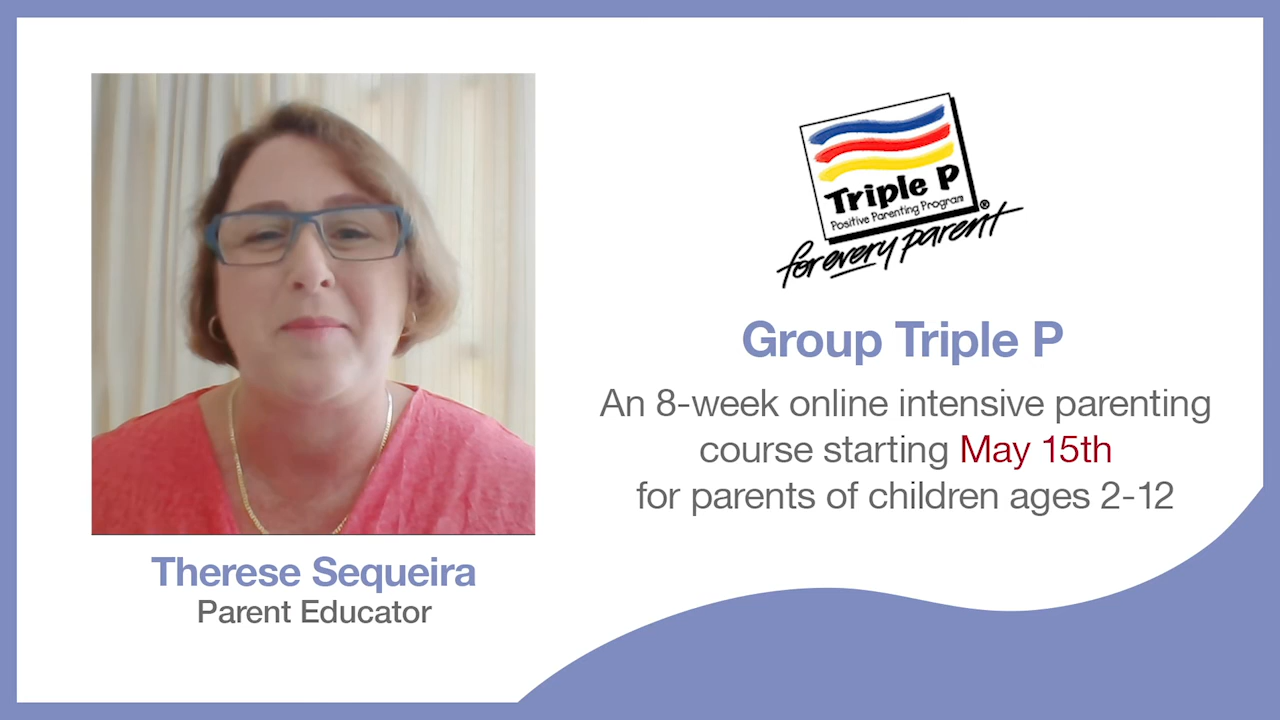 Triple P
Positive Parenting Program
®
for every parent
Group Triple P
An 8-week online intensive parenting
course starting May 15th
for parents of children ages 2-12
Therese Sequeira
Parent Educator